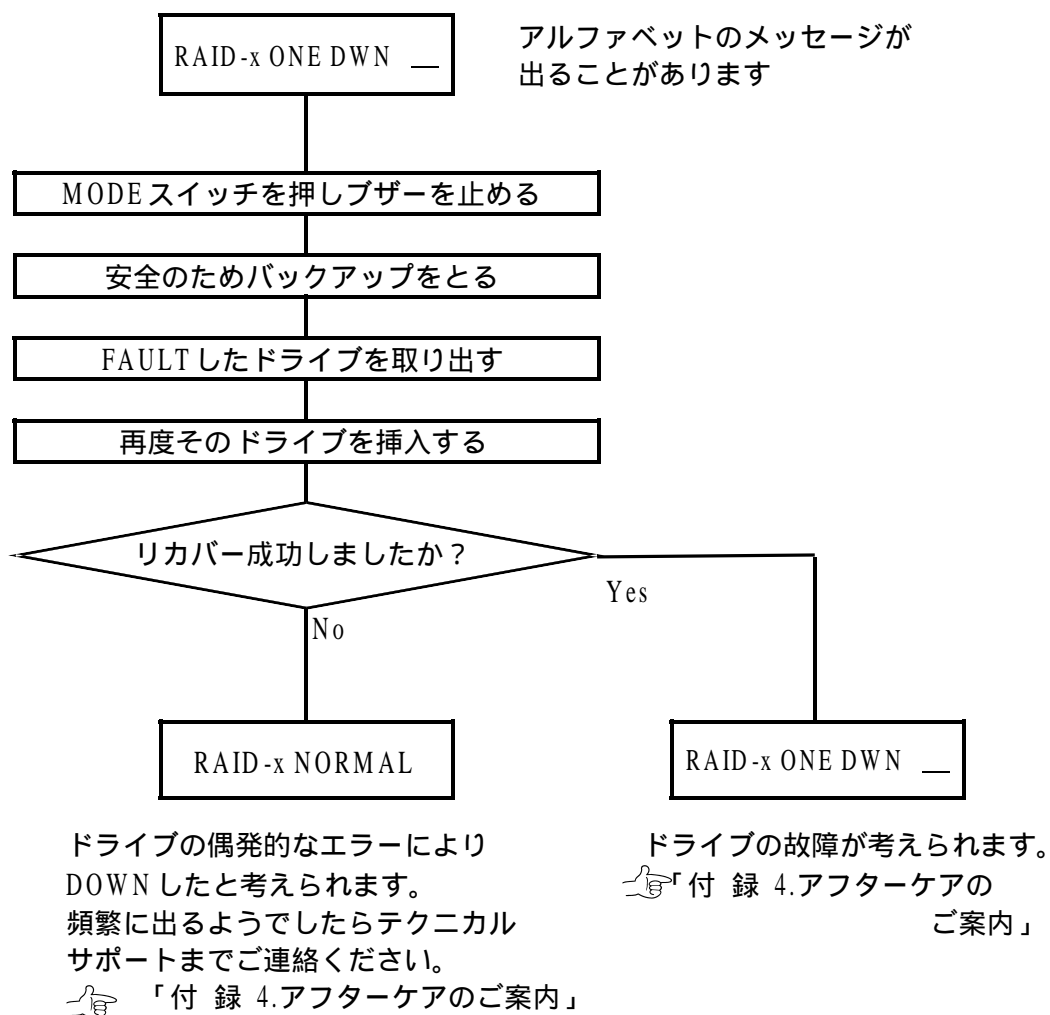 RAID-x ONE DWN __
アルファベットのメッセージが
出ることがあります
MODEスイッチを押しブザーを止める
安全のためバックアップをとる
FAULTしたドライブを取り出す
再度そのドライブを挿入する
リカバー成功しましたか？
Yes
No
RAID-x NORMAL
RAID-x ONE DWN __
ドライブの偶発的なエラーにより
DOWNしたと考えられます。
頻繁に出るようでしたらテクニカル
サポートまでご連絡ください。
「付 録 4.アフターケアのご案内」
ドライブの故障が考えられます。
「付 録 4.アフターケアの
ご案内」